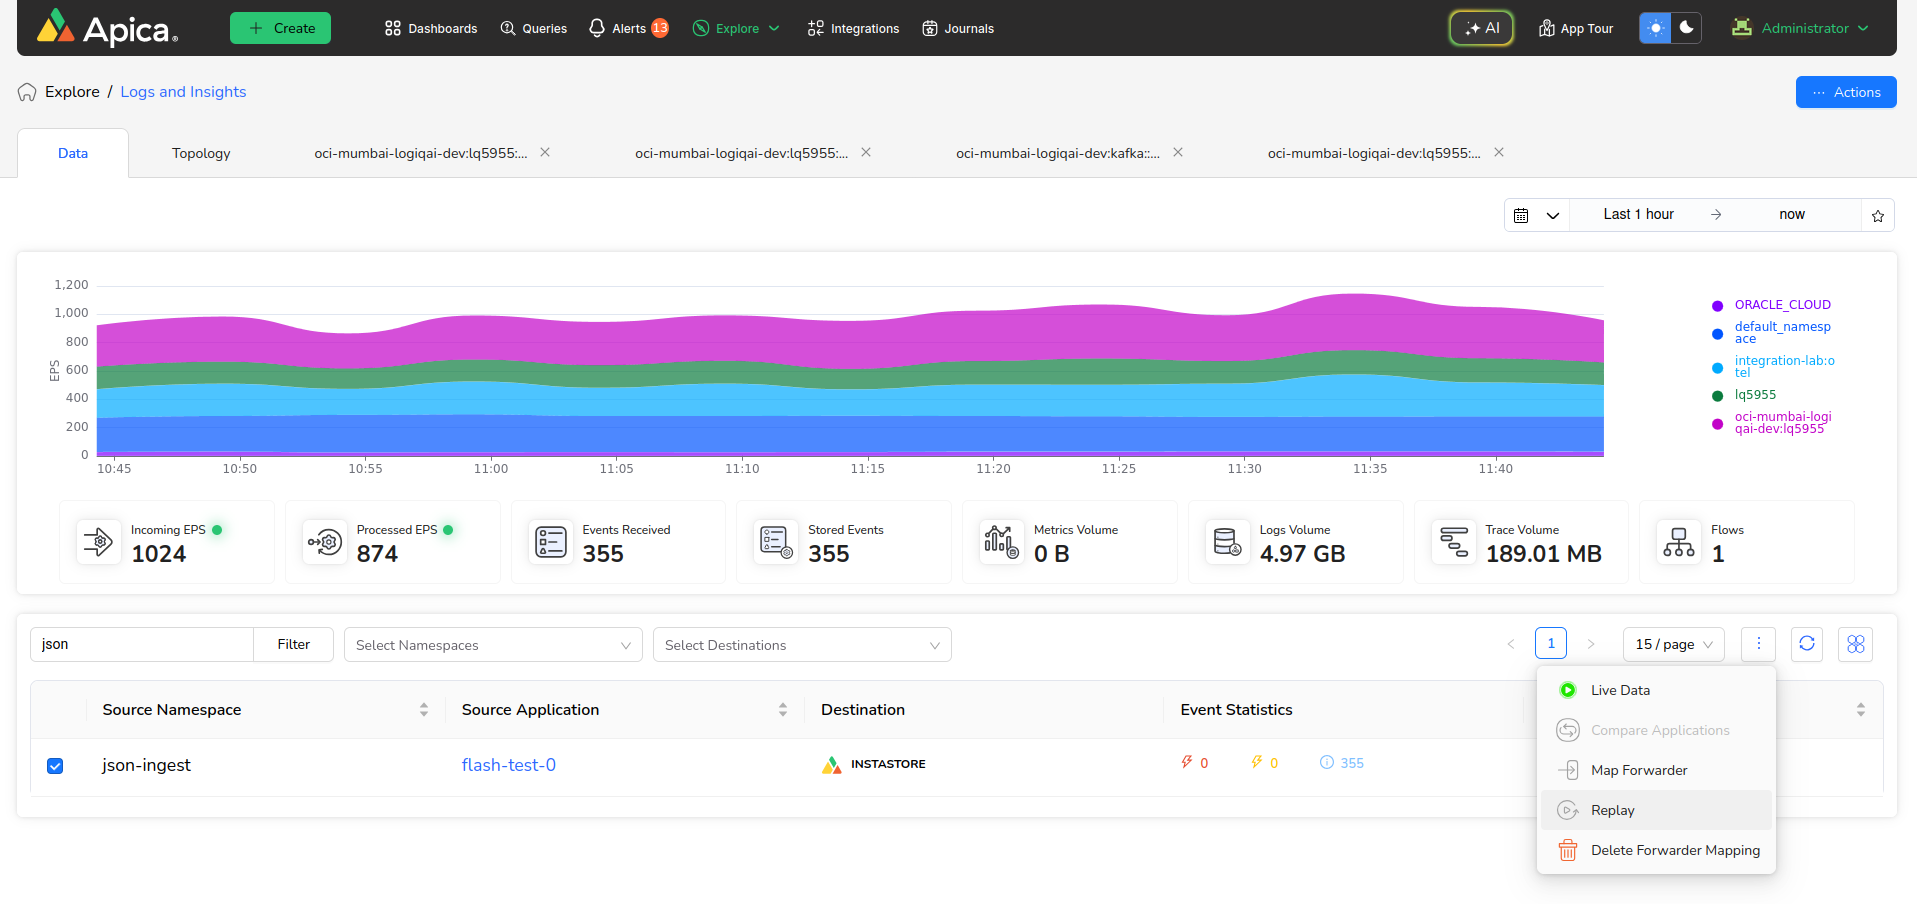 Apica
Create
Dashboards
Queries
Alerts 13
Explore
Integrations
Journals
AI
App Tour
Administrator
Explore / Logs and Insights
... Actions
Data
Topology
oci-mumbai-logiqai-dev:lq5955:...
oci-mumbai-logiqai-dev:lq5955:...
oci-mumbai-logiqai-dev:kafka::...
oci-mumbai-logiqai-dev:lq5955:...
Last 1 hour → now
1,200
1,000
800
600
400
200
0
EPS
10:45 10:50 10:55 11:00 11:05 11:10 11:15 11:20 11:25 11:30 11:35 11:40
ORACLE_CLOUD
default_namesp
ace
integration-lab:o
tel
lq5955
oci-mumbai-logi
qai-dev:lq5955
Incoming EPS
1024
Processed EPS
874
Events Received
355
Stored Events
355
Metrics Volume
0 B
Logs Volume
4.97 GB
Trace Volume
189.01 MB
Flows
1
json
Filter
Select Namespaces
Select Destinations
< 1 >
15 / page
Source Namespace
Source Application
Destination
Event Statistics
json-ingest
flash-test-0
INSTASTORE
0
0
355
Live Data
Compare Applications
Map Forwarder
Replay
Delete Forwarder Mapping